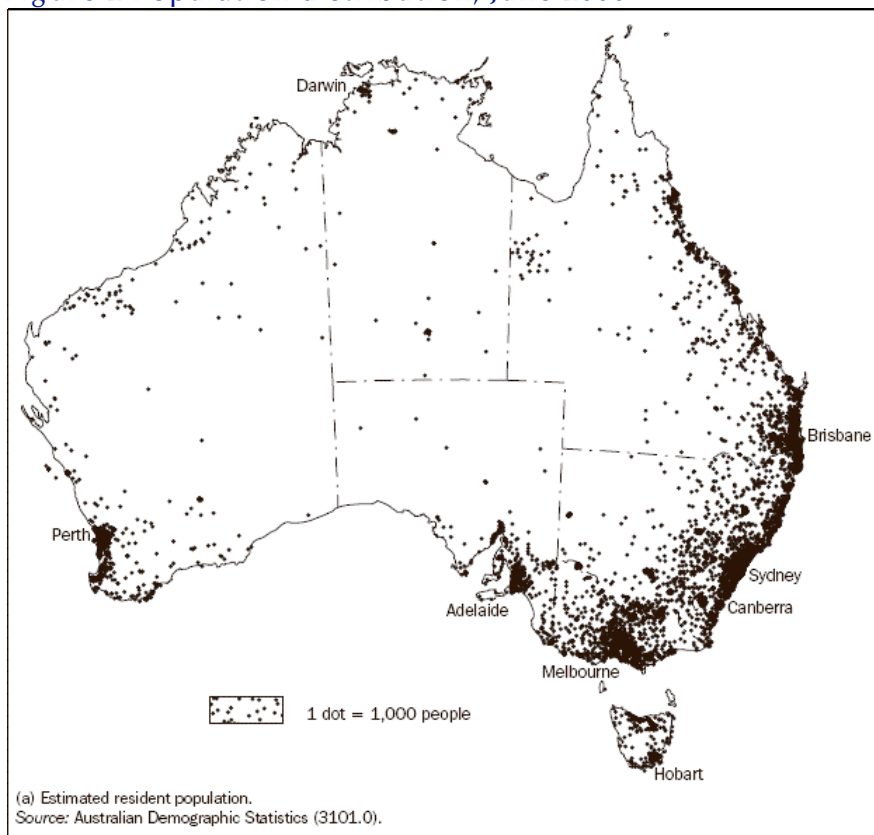 Darwin
Brisbane
Perth
Sydney
Adelaide
Canberra
Melbourne
1 dot = 1,000 people
Hobart
(a) Estimated resident population.
Source: Australian Demographic Statistics (3101.0).